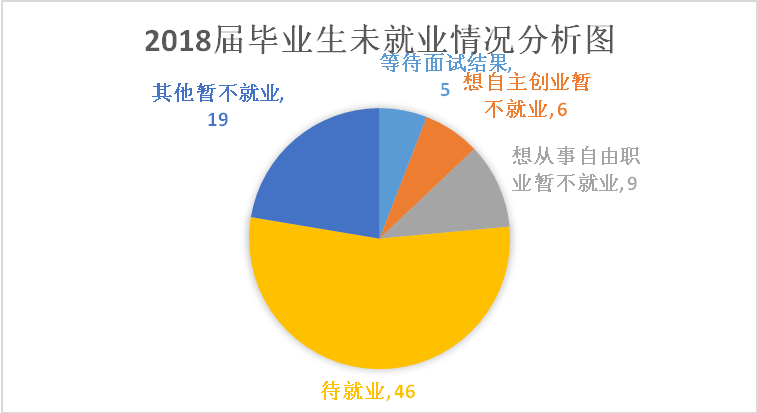 2018届毕业生未就业情况分析图
等待面试结果,
5
想自主创业暂
不就业, 6
其他暂不就业,
19
想从事自由职
业暂不就业, 9
待就业, 46